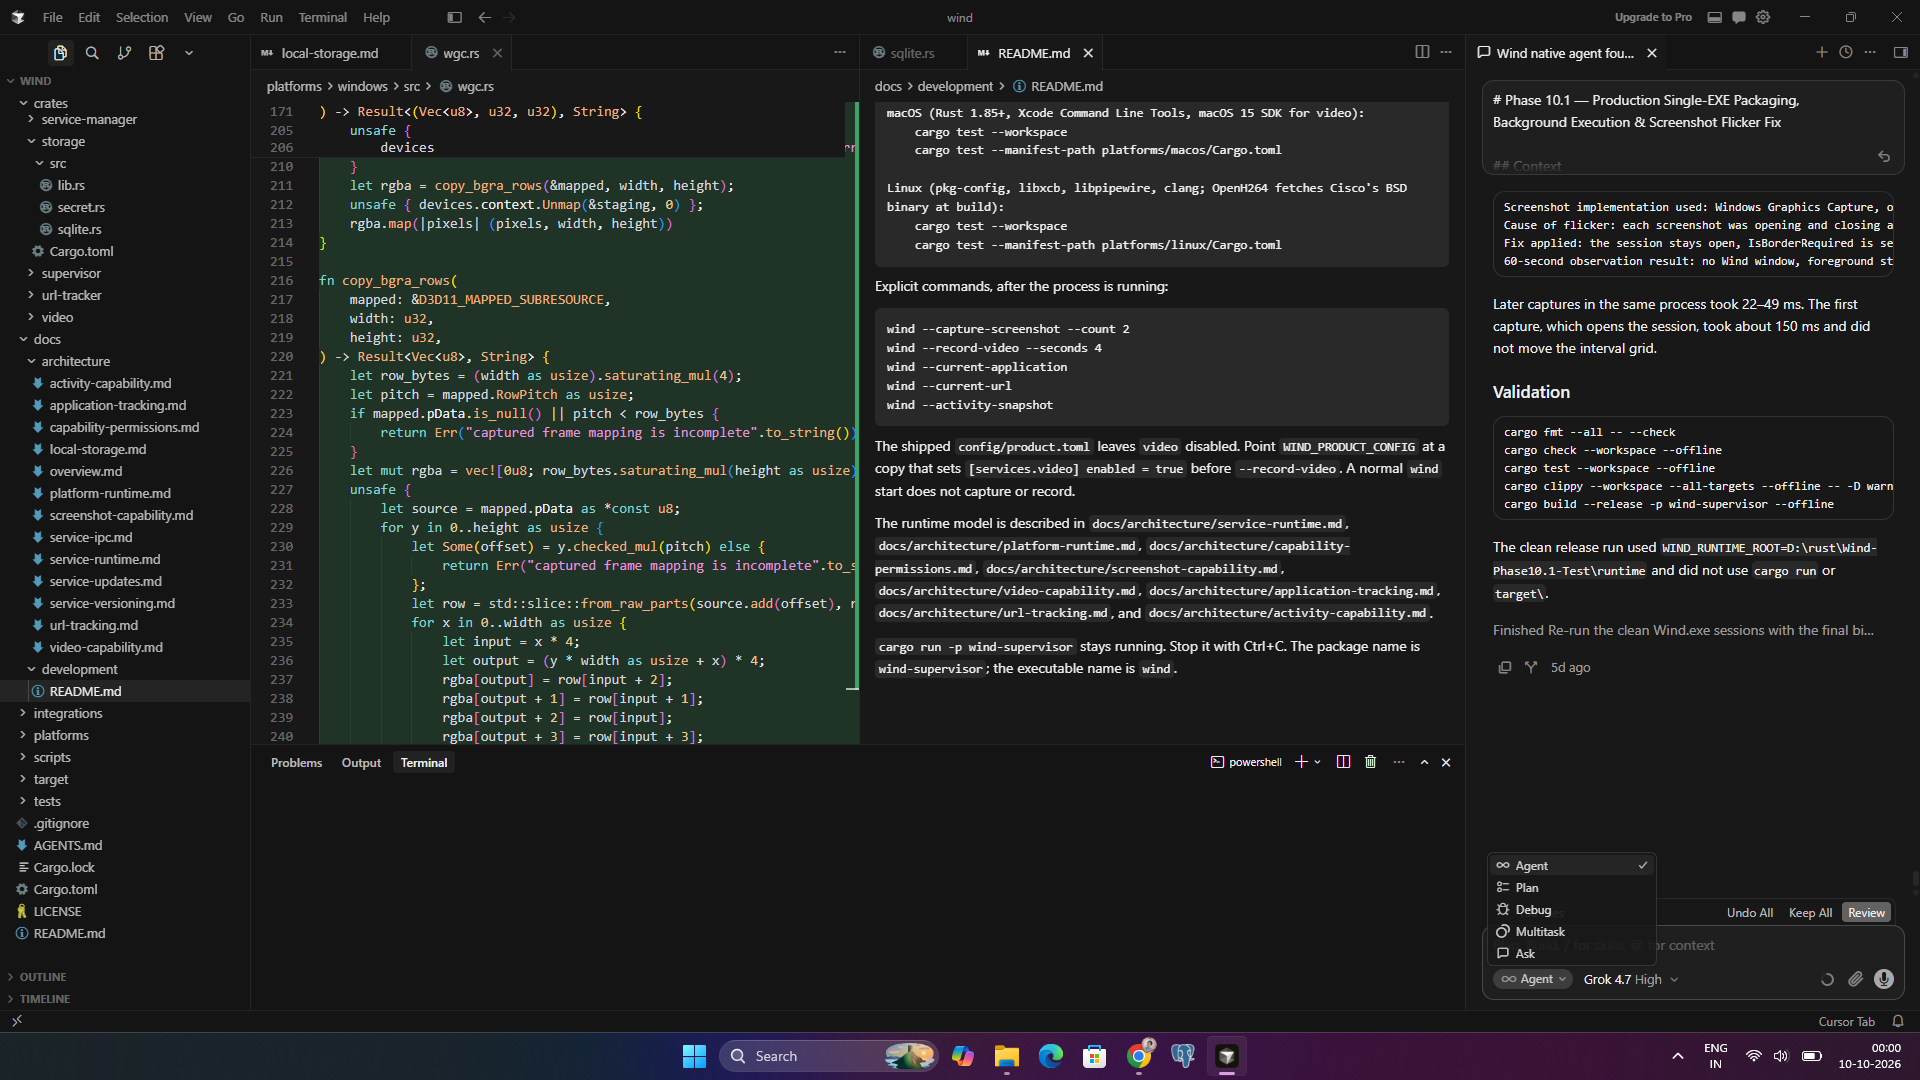 File Edit Selection View Go Run Terminal Help
wind
Upgrade to Pro
WIND
crates
service-manager
storage
src
lib.rs
secret.rs
sqlite.rs
Cargo.toml
supervisor
url-tracker
video
docs
architecture
activity-capability.md
application-tracking.md
capability-permissions.md
local-storage.md
overview.md
platform-runtime.md
screenshot-capability.md
service-ipc.md
service-runtime.md
service-updates.md
service-versioning.md
url-tracking.md
video-capability.md
development
README.md
integrations
platforms
scripts
target
tests
.gitignore
AGENTS.md
Cargo.lock
Cargo.toml
LICENSE
README.md
OUTLINE
TIMELINE
local-storage.md
wgc.rs
platforms > windows > src > wgc.rs
171 ) -> Result<(Vec<u8>, u32, u32), String> {
205 unsafe {
206 devices
210 }
211 let rgba = copy_bgra_rows(&mapped, width, height);
212 unsafe { devices.context.Unmap(&staging, 0) };
213 rgba.map(|pixels| (pixels, width, height))
214 }
215
216 fn copy_bgra_rows(
217 mapped: &D3D11_MAPPED_SUBRESOURCE,
218 width: u32,
219 height: u32,
220 ) -> Result<Vec<u8>, String> {
221 let row_bytes = (width as usize).saturating_mul(4);
222 let pitch = mapped.RowPitch as usize;
223 if mapped.pData.is_null() || pitch < row_bytes {
224 return Err("captured frame mapping is incomplete".to_string())
225 }
226 let mut rgba = vec![0u8; row_bytes.saturating_mul(height as usize)
227 unsafe {
228 let source = mapped.pData as *const u8;
229 for y in 0..height as usize {
230 let Some(offset) = y.checked_mul(pitch) else {
231 return Err("captured frame mapping is incomplete".to_s
232 };
233 let row = std::slice::from_raw_parts(source.add(offset), r
234 for x in 0..width as usize {
235 let input = x * 4;
236 let output = (y * width as usize + x) * 4;
237 rgba[output] = row[input + 2];
238 rgba[output + 1] = row[input + 1];
239 rgba[output + 2] = row[input];
240 rgba[output + 3] = row[input + 3];
sqlite.rs
README.md
docs > development > README.md
macOS (Rust 1.85+, Xcode Command Line Tools, macOS 15 SDK for video):
cargo test --workspace
cargo test --manifest-path platforms/macos/Cargo.toml
Linux (pkg-config, libxcb, libpipewire, clang; OpenH264 fetches Cisco's BSD
binary at build):
cargo test --workspace
cargo test --manifest-path platforms/linux/Cargo.toml
Explicit commands, after the process is running:
wind --capture-screenshot --count 2
wind --record-video --seconds 4
wind --current-application
wind --current-url
wind --activity-snapshot
The shipped config/product.toml leaves video disabled. Point WIND_PRODUCT_CONFIG at a
copy that sets [services.video] enabled = true before --record-video. A normal wind
start does not capture or record.
The runtime model is described in docs/architecture/service-runtime.md,
docs/architecture/platform-runtime.md, docs/architecture/capability-
permissions.md, docs/architecture/screenshot-capability.md,
docs/architecture/video-capability.md, docs/architecture/application-tracking.md,
docs/architecture/url-tracking.md, and docs/architecture/activity-capability.md.
cargo run -p wind-supervisor stays running. Stop it with Ctrl+C. The package name is
wind-supervisor; the executable name is wind.
Problems Output Terminal
powershell
Wind native agent fou...
# Phase 10.1 — Production Single-EXE Packaging,
Background Execution & Screenshot Flicker Fix
## Context
Screenshot implementation used: Windows Graphics Capture, o
Cause of flicker: each screenshot was opening and closing a
Fix applied: the session stays open, IsBorderRequired is se
60-second observation result: no Wind window, foreground st
Later captures in the same process took 22–49 ms. The first
capture, which opens the session, took about 150 ms and did
not move the interval grid.
Validation
cargo fmt --all -- --check
cargo check --workspace --offline
cargo test --workspace --offline
cargo clippy --workspace --all-targets --offline -- -D warn
cargo build --release -p wind-supervisor --offline
The clean release run used WIND_RUNTIME_ROOT=D:\rust\Wind-
Phase10.1-Test\runtime and did not use cargo run or
target\.
Finished Re-run the clean Wind.exe sessions with the final bi...
5d ago
Agent
Plan
Debug
Multitask
Ask
Undo All Keep All Review
for context
Agent Grok 4.7 High
Cursor Tab
Search
ENG
IN
00:00
10-10-2026